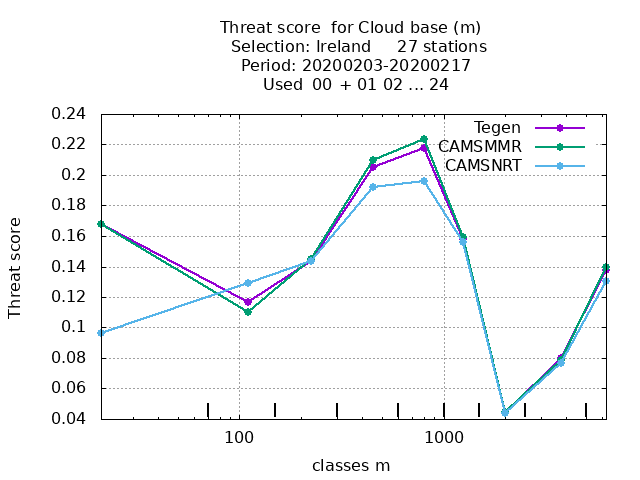 Threat score  for Cloud base (m)
Selection: Ireland     27 stations
Period: 20200203-20200217
Used  00 + 01 02 ... 24
0.24
0.22
0.2
0.18
0.16
0.14
0.12
0.1
0.08
0.06
0.04
Threat score
Tegen
CAMSMMR
CAMSNRT
100
1000
classes m